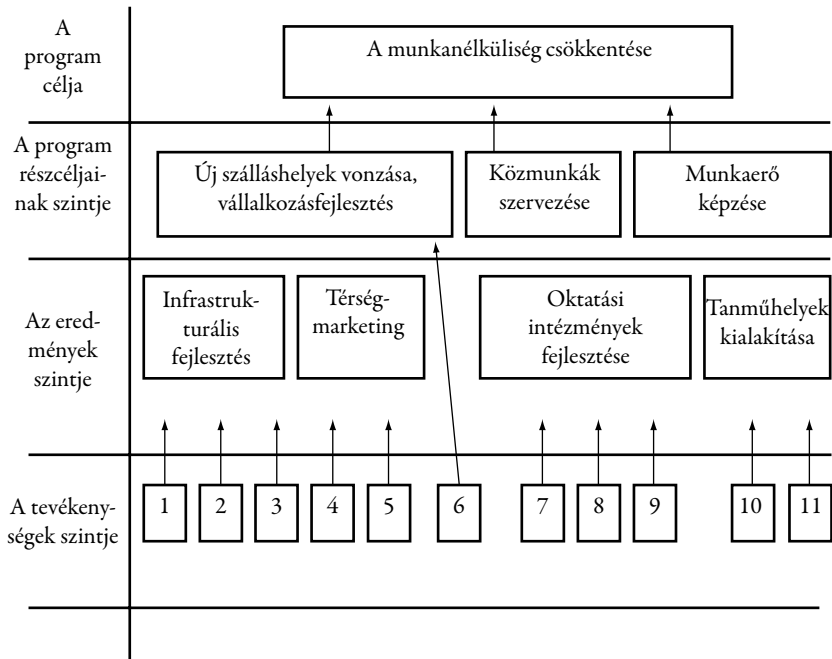 A
program
célja
A munkanélküliség csökkentése
A program
részcéljai-
nak szintje
Új szálláshelyek vonzása,
vállalkozásfejlesztés
Közmunkák
szervezése
Munkaerő
képzése
Az ered-
mények
szintje
Infrastruk-
turális
fejlesztés
Térség-
marketing
Oktatási
intézmények
fejlesztése
Tanműhelyek
kialakítása
A tevékeny-
ségek szintje
1
2
3
4
5
6
7
8
9
10
11